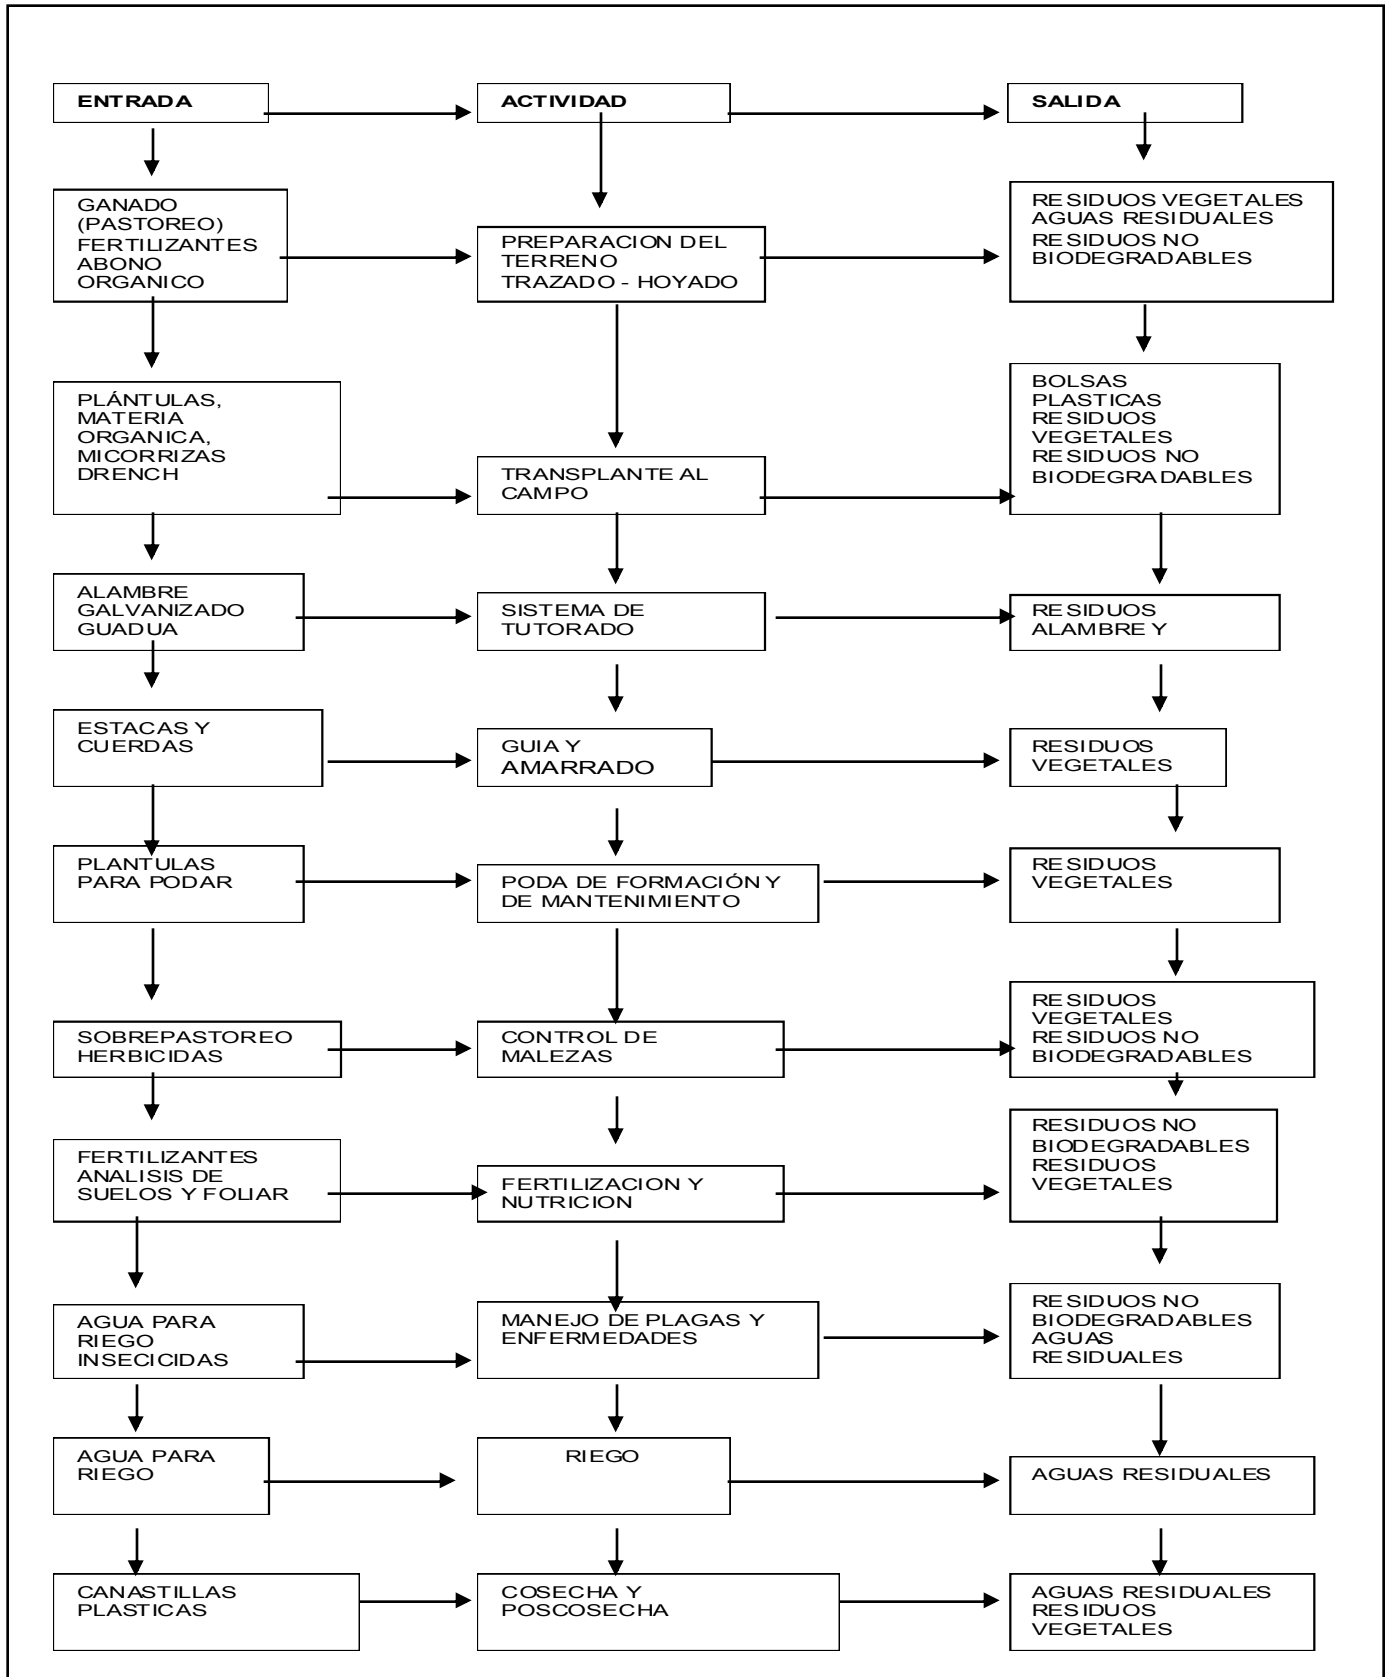 ENTRADA
ACTIVIDAD
SALIDA
GANADO
(PASTOREO)
FERTILIZANTES
ABONO
ORGANICO
PREPARACION DEL
TERRENO
TRAZADO - HOYADO
RESIDUOS VEGETALES
AGUAS RESIDUALES
RESIDUOS NO
BIODEGRADABLES
PLÁNTULAS,
MATERIA
ORGANICA,
MICORRIZAS
DRENCH
TRANSPLANTE AL
CAMPO
BOLSAS
PLASTICAS
RESIDUOS
VEGETALES
RESIDUOS NO
BIODEGRADABLES
ALAMBRE
GALVANIZADO
GUADUA
SISTEMA DE
TUTORADO
RESIDUOS
ALAMBRE Y
ESTACAS Y
CUERDAS
GUIA Y
AMARRADO
RESIDUOS
VEGETALES
PLANTULAS
PARA PODAR
PODA DE FORMACIÓN Y
DE MANTENIMIENTO
RESIDUOS
VEGETALES
SOBREPASTOREO
HERBICIDAS
CONTROL DE
MALEZAS
RESIDUOS
VEGETALES
RESIDUOS NO
BIODEGRADABLES
FERTILIZANTES
ANALISIS DE
SUELOS Y FOLIAR
FERTILIZACION Y
NUTRICION
RESIDUOS NO
BIODEGRADABLES
RESIDUOS
VEGETALES
AGUA PARA
RIEGO
INSECICIDAS
MANEJO DE PLAGAS Y
ENFERMEDADES
RESIDUOS NO
BIODEGRADABLES
AGUAS
RESIDUALES
AGUA PARA
RIEGO
RIEGO
AGUAS RESIDUALES
CANASTILLAS
PLASTICAS
COSECHA Y
POSCOSECHA
AGUAS RESIDUALES
RESIDUOS
VEGETALES